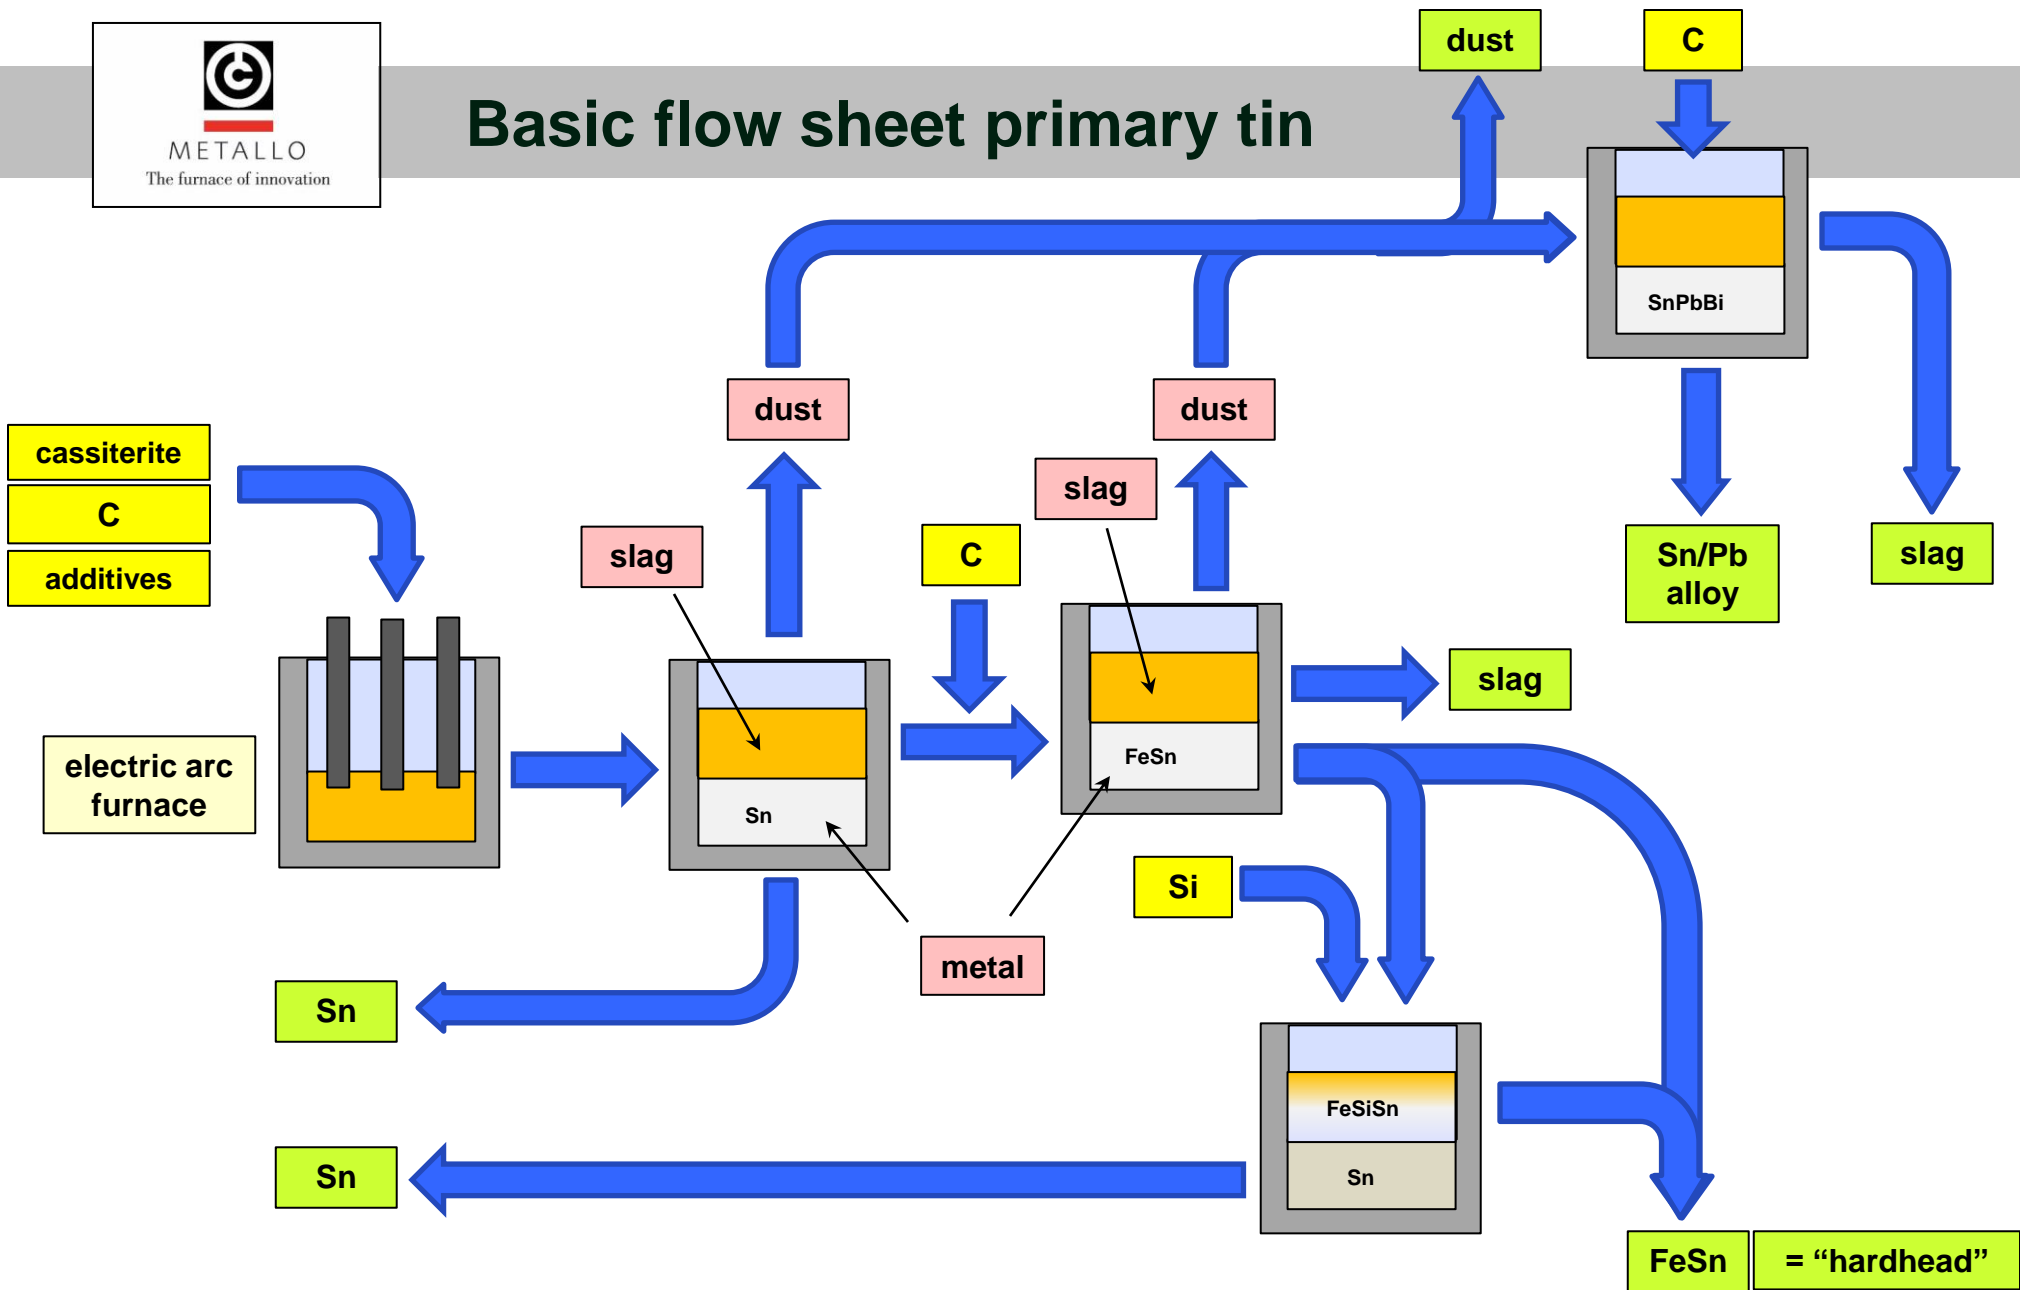 METALLO
The furnace of innovation
Basic flow sheet primary tin
dust
C
SnPbBi
dust
dust
cassiterite
C
additives
slag
slag
C
Sn/Pb
alloy
slag
slag
electric arc
furnace
Sn
FeSn
Si
metal
Sn
FeSiSn
Sn
Sn
FeSn
= “hardhead”